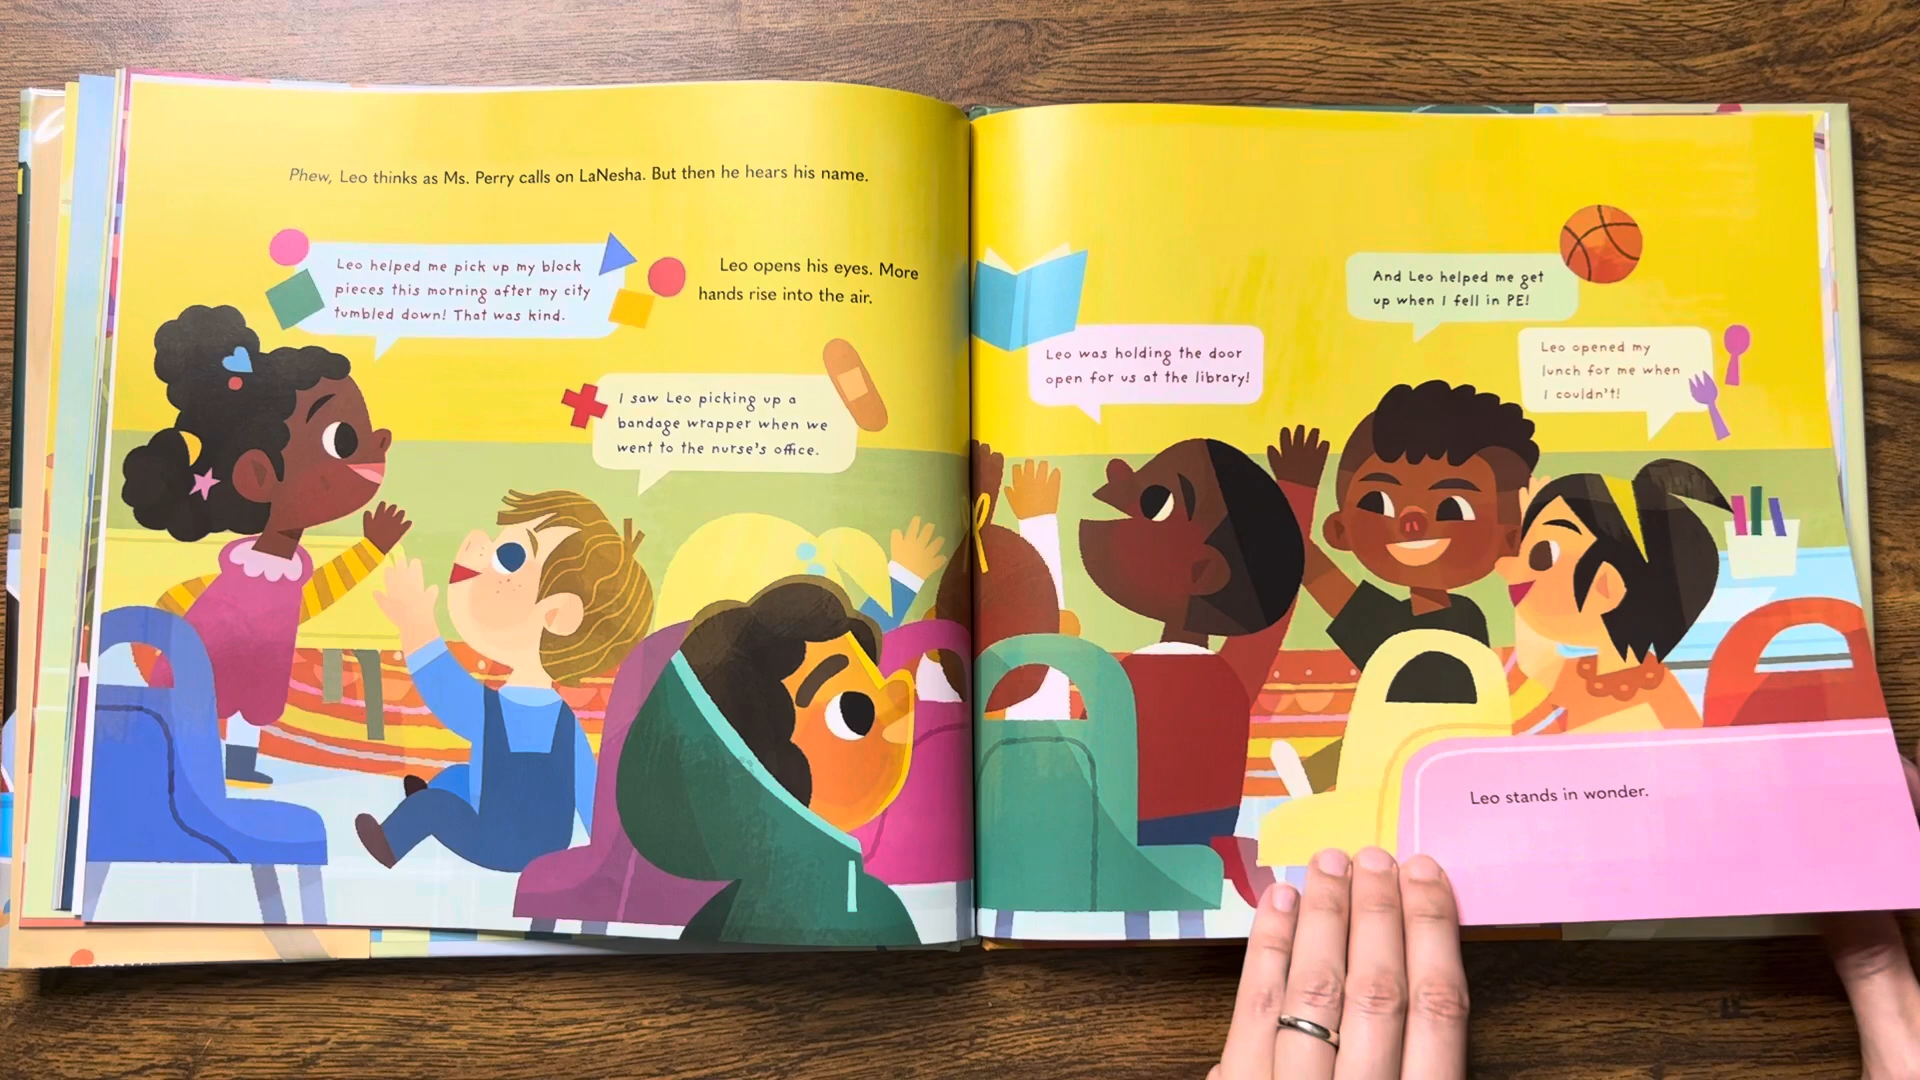 Phew, Leo thinks as Ms. Perry calls on LaNesha. But then he hears his name.
Leo helped me pick up my block
pieces this morning after my city
tumbled down! That was kind.
Leo opens his eyes. More
hands rise into the air.
I saw Leo picking up a
bandage wrapper when we
went to the nurse's office.
Leo was holding the door
open for us at the library!
And Leo helped me get
up when I fell in PE!
Leo opened my
lunch for me when
I couldn't!
Leo stands in wonder.